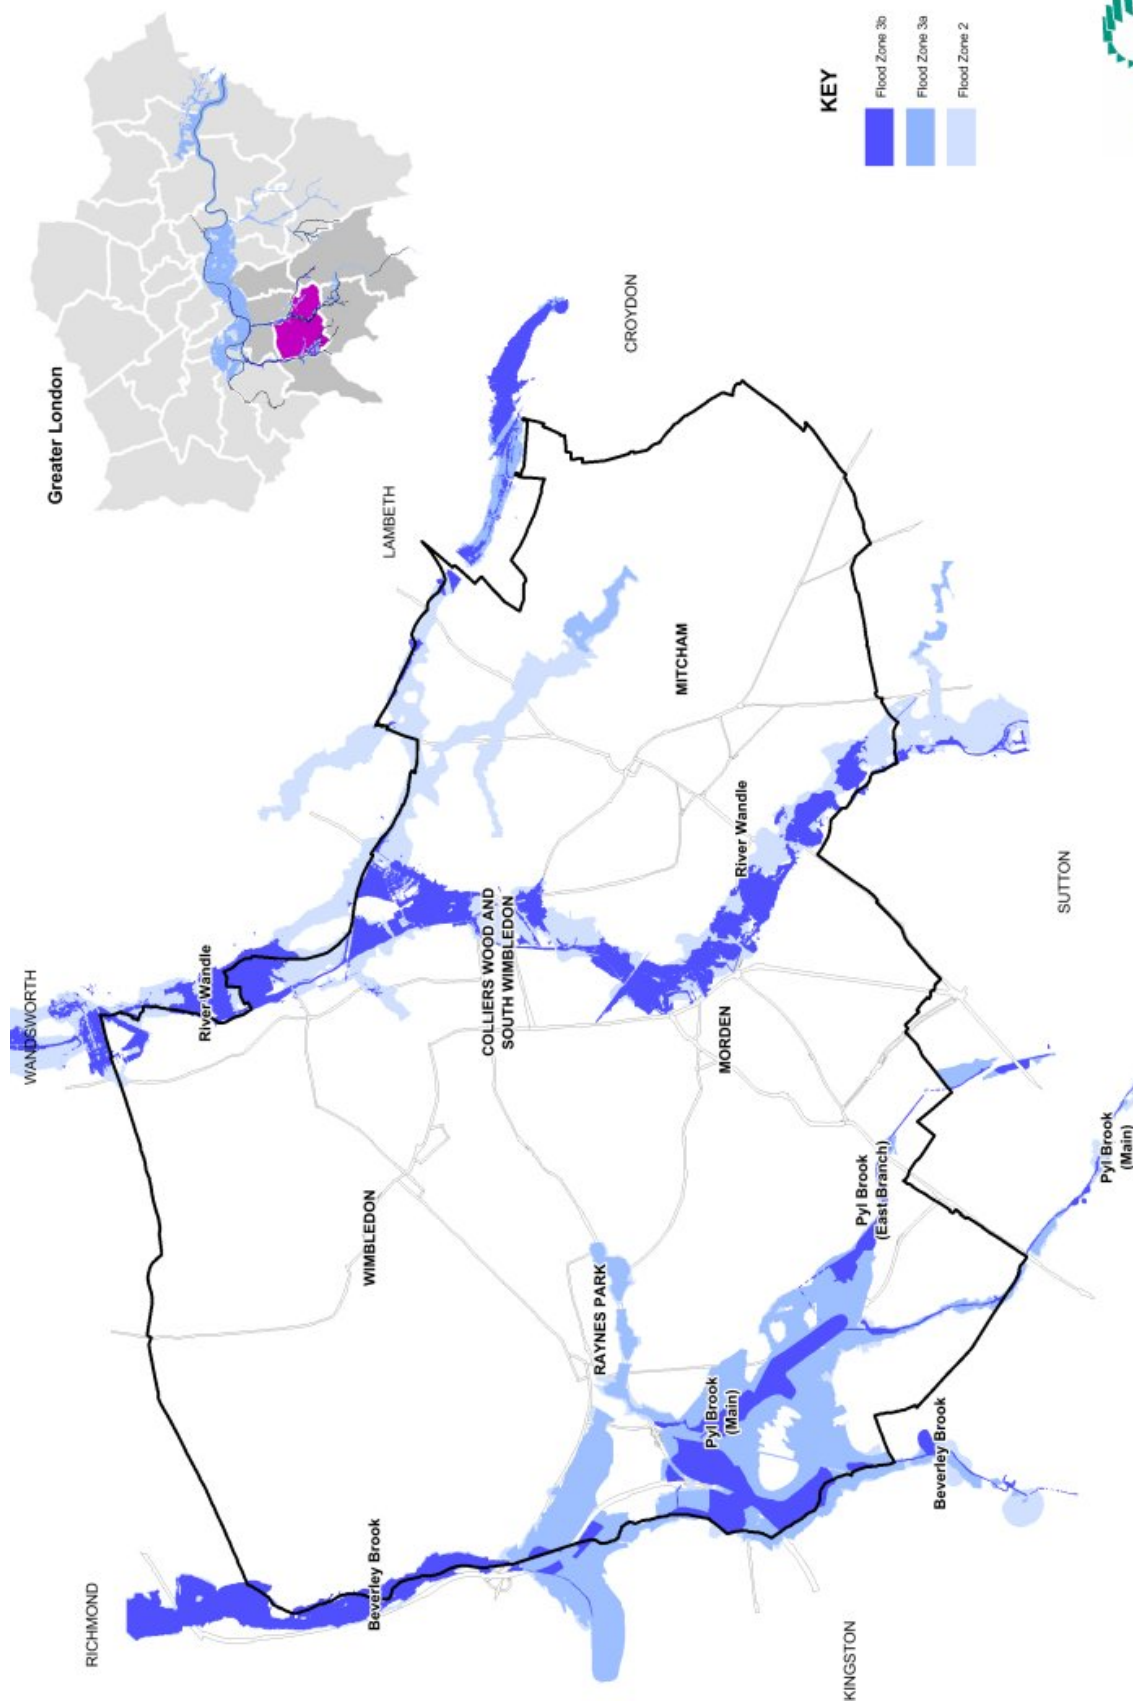 Greater London
KEY
Flood Zone 3b
Flood Zone 3a
Flood Zone 2
RICHMOND
WANDSWORTH
LAMBETH
CROYDON
SUTTON
KINGSTON
Beverley Brook
WIMBLEDON
River Wandle
COLLIERS WOOD AND
SOUTH WIMBLEDON
RAYNES PARK
MORDEN
River Wandle
MITCHAM
Pyl Brook
(Main)
Pyl Brook
(East Branch)
Beverley Brook
Pyl Brook
(Main)